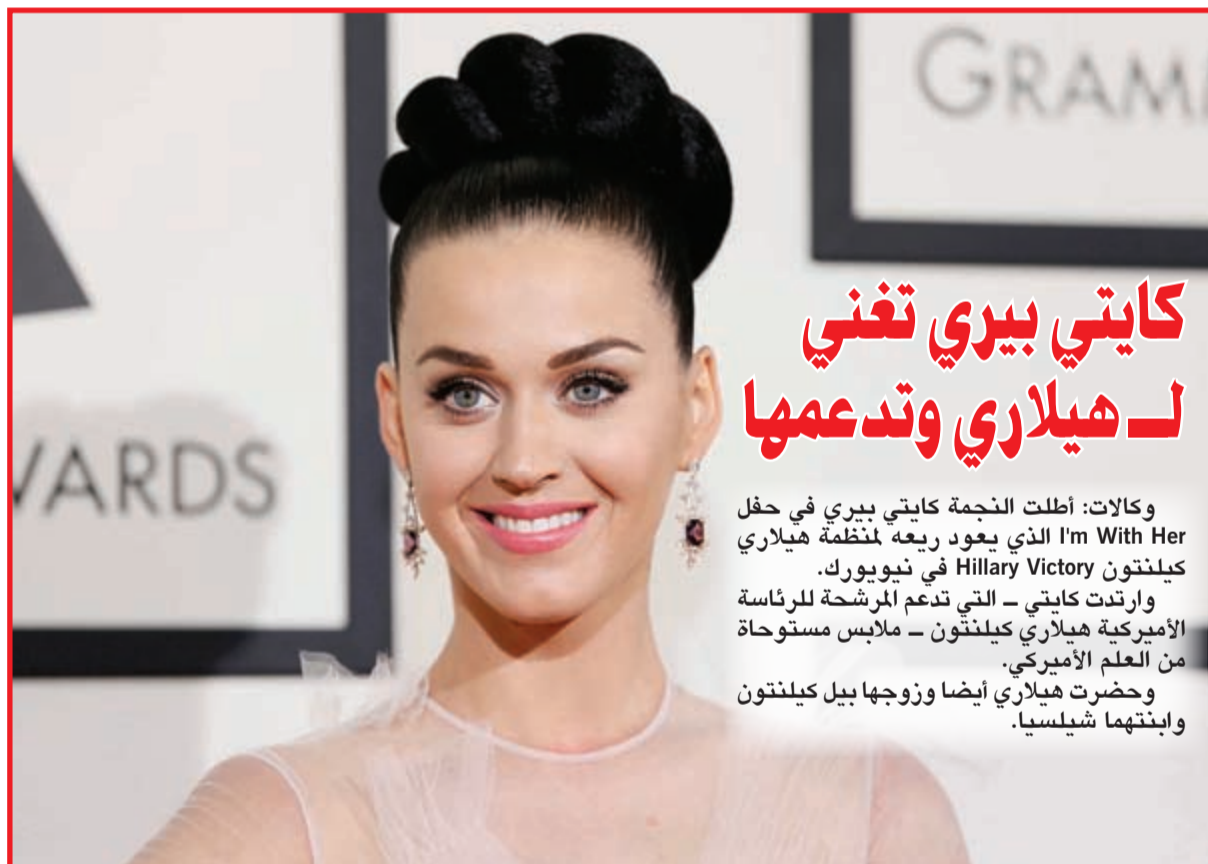 GRAM
WARDS
كايتي بيري تغني
لـ هيلاري وتدعمها
وكالات: أطلت النجمة كايتي بيري في حفل
I'm With Her الذي يعود ريعه لمنظمة هيلاري
كيلنتون Hillary Victory في نيويورك.
وارتدت كايتي – التي تدعم المرشحة للرئاسة
الأميركية هيلاري كيلنتون – ملابس مستوحاة
من العلم الأميركي.
وحضرت هيلاري أيضا وزوجها بيل كيلنتون
وابنتهما شيلسيا.